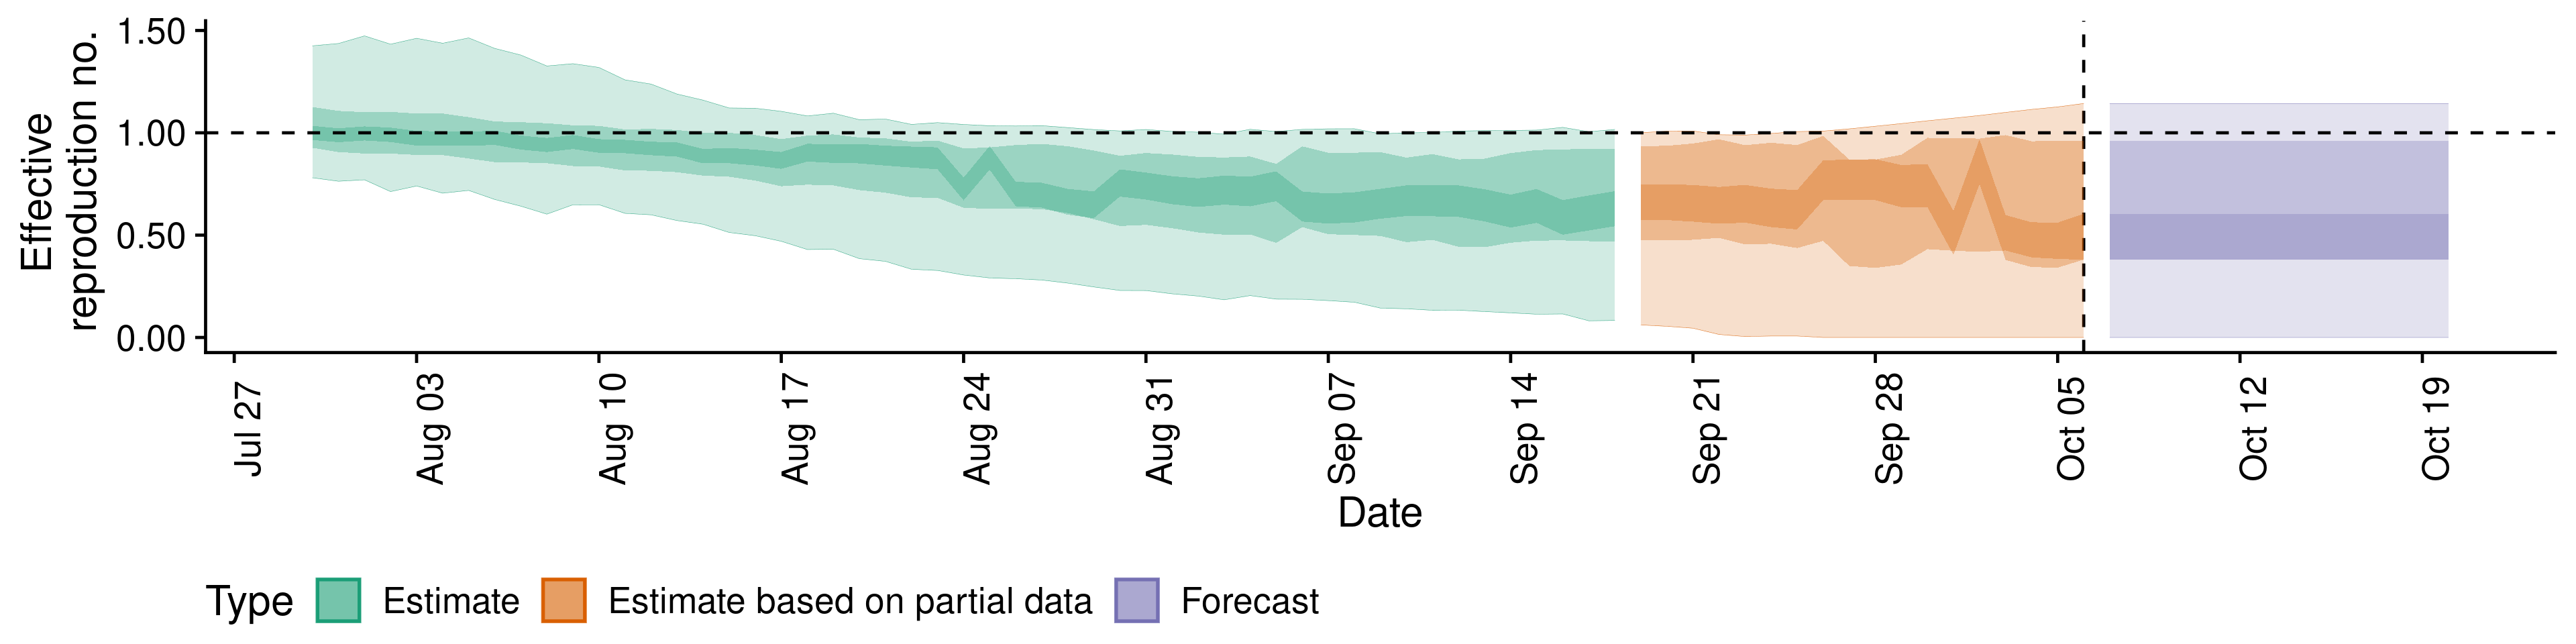 Effective
reproduction no.
1.50
1.00
0.50
0.00
Jul 27
Aug 03
Aug 10
Aug 17
Aug 24
Aug 31
Sep 07
Sep 14
Sep 21
Sep 28
Oct 05
Oct 12
Oct 19
Date
Type Estimate Estimate based on partial data Forecast